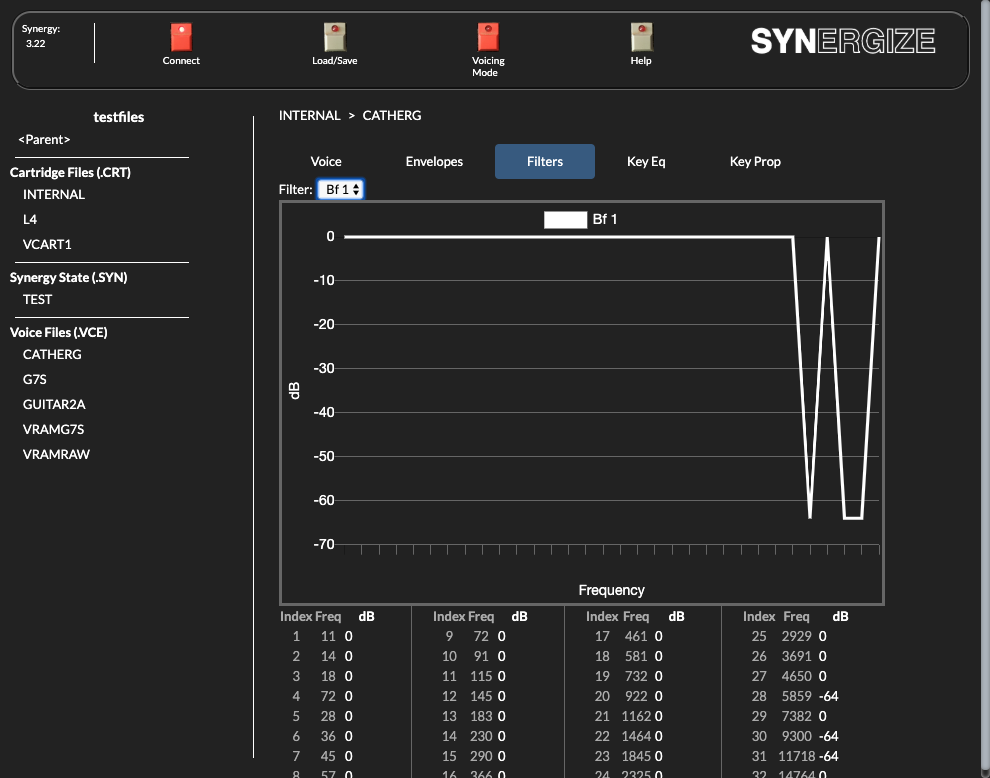 Synergy:
3.22
Connect
Load/Save
Voicing
Mode
Help
SYNERGIZE
testfiles
<Parent>
Cartridge Files (.CRT)
INTERNAL
L4
VCART1
Synergy State (.SYN)
TEST
Voice Files (.VCE)
CATHERG
G7S
GUITAR2A
VRAMG7S
VRAMRAW
INTERNAL > CATHERG
Voice Envelopes Filters Key Eq Key Prop
Filter: Bf 1
Bf 1
0
-10
-20
-30
-40
-50
-60
-70
dB
Frequency
Index Freq dB Index Freq dB Index Freq dB Index Freq dB
1 11 0 9 72 0 17 461 0 25 2929 0
2 14 0 10 91 0 18 581 0 26 3691 0
3 18 0 11 115 0 19 732 0 27 4650 0
4 72 0 12 145 0 20 922 0 28 5859 -64
5 28 0 13 183 0 21 1162 0 29 7382 0
6 36 0 14 230 0 22 1464 0 30 9300 -64
7 45 0 15 290 0 23 1845 0 31 11718 -64
8 57 0 16 366 0 24 2325 0 32 14764 0